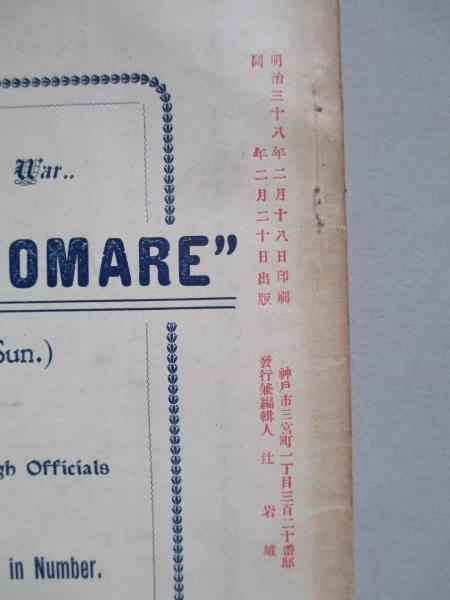 War..
OMARE”
Sun.)
gh Officials
in Number.
明治三十八年二月十八日印刷
同 年二月二十日出版
神戸市三宮町一丁目三百二十番邸
發行兼編輯人 辻 岩 雄